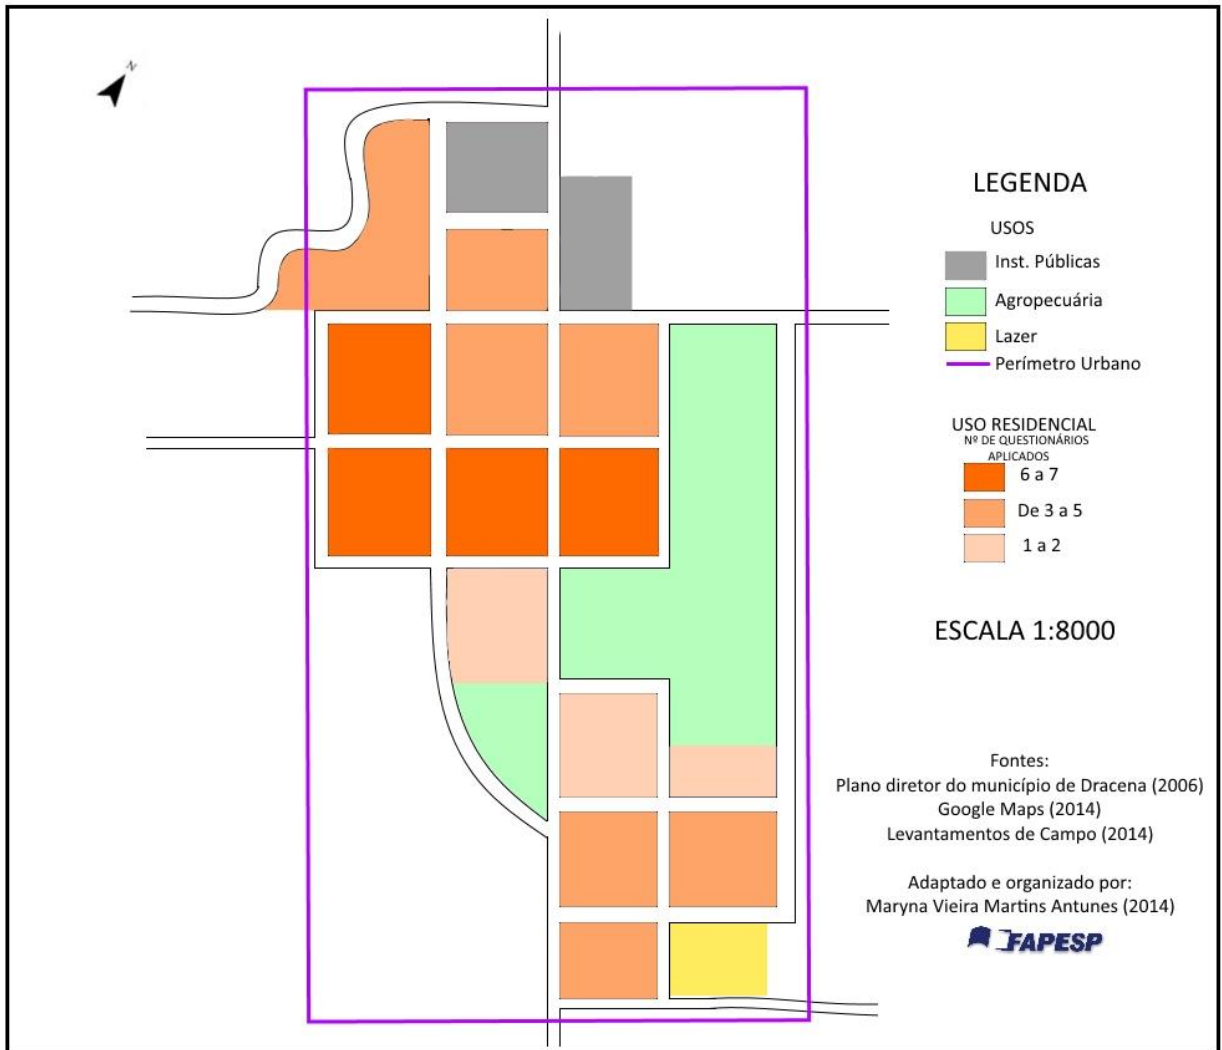 N
LEGENDA
USOS
Inst. Públicas
Agropecuária
Lazer
Perímetro Urbano
USO RESIDENCIAL
Nº DE QUESTIONÁRIOS
APLICADOS
6 a 7
De 3 a 5
1 a 2
ESCALA 1:8000
Fontes:
Plano diretor do município de Dracena (2006)
Google Maps (2014)
Levantamentos de Campo (2014)
Adaptado e organizado por:
Maryna Vieira Martins Antunes (2014)
FAPESP